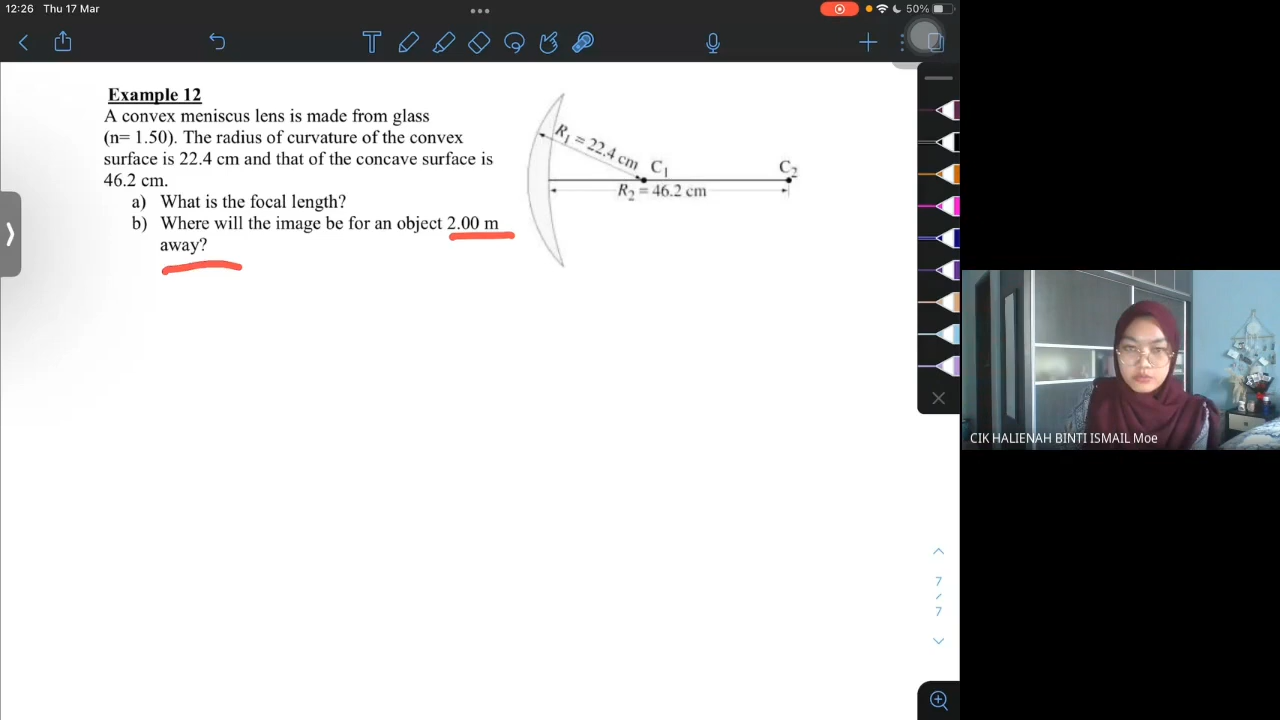 12:26 Thu 17 Mar
50%
Example 12
A convex meniscus lens is made from glass
(n= 1.50). The radius of curvature of the convex
surface is 22.4 cm and that of the concave surface is
46.2 cm.
a) What is the focal length?
b) Where will the image be for an object 2.00 m
away?
R₁ = 22.4 cm
C₁
C₂
R₂ = 46.2 cm
CIK HALIENAH BINTI ISMAIL Moe
7
/
7